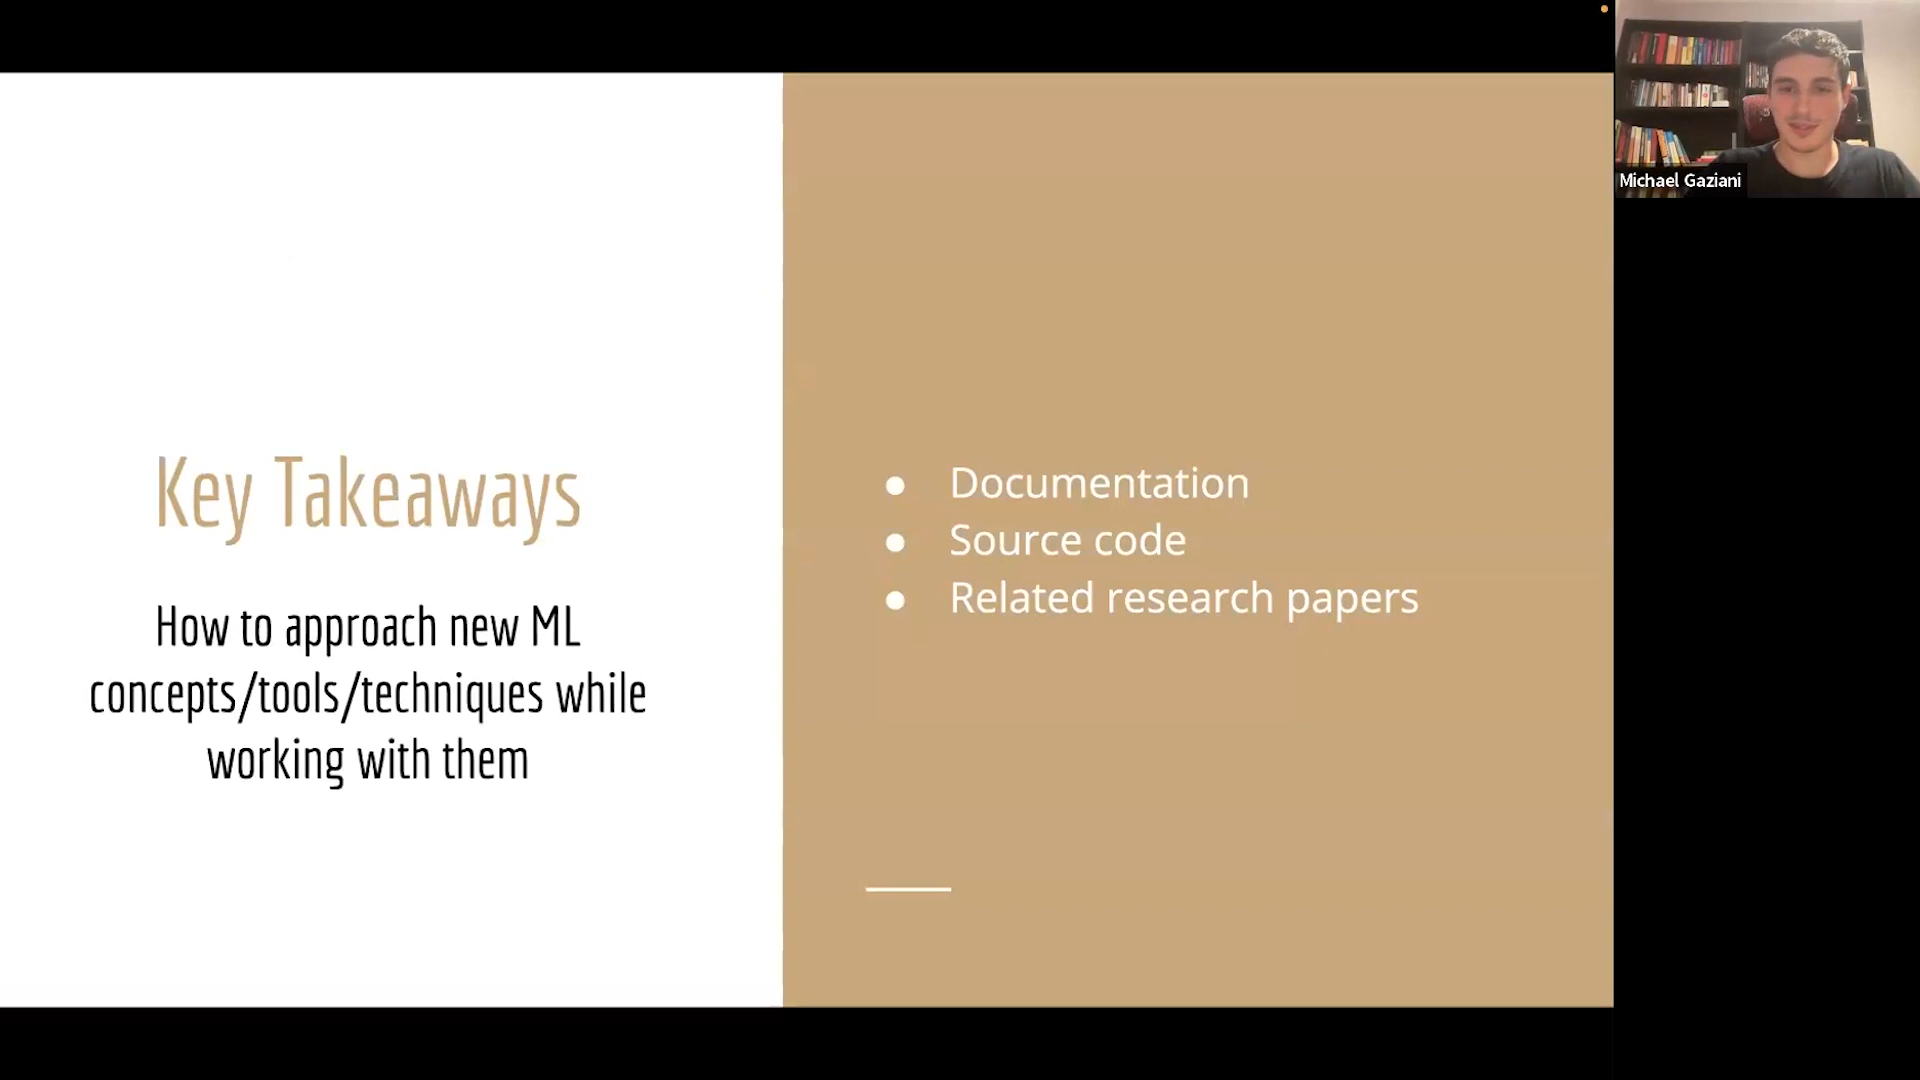 Key Takeaways
How to approach new ML
concepts/tools/techniques while
working with them
● Documentation
● Source code
● Related research papers
Michael Gaziani